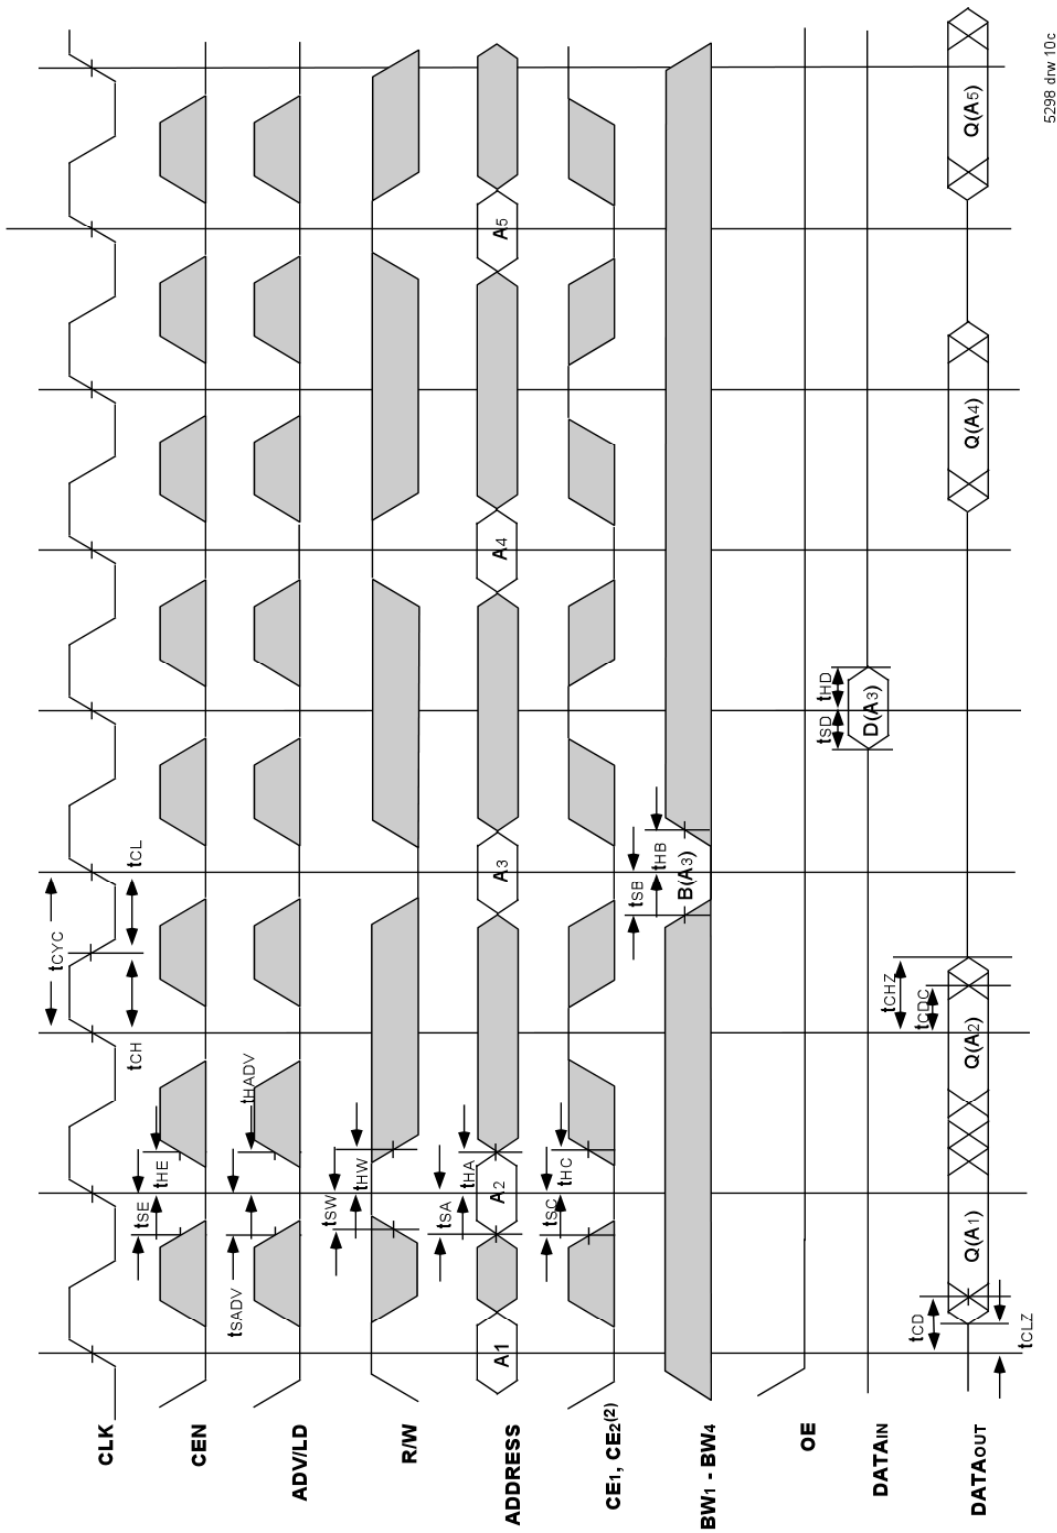 tCYC
CLK
tCH
tCL
tSE
tHE
CEN
tSADV
tHADV
ADV/LD
tSW
tHW
R/W
tSA
tHA
ADDRESS
A1
A2
A3
A4
A5
tSC
tHC
CE1, CE2(2)
tSB
tHB
BW1 - BW4
B(A3)
OE
tSD
tHD
DATAIN
D(A3)
tCD
tCHZ
tCDC
DATAOUT
Q(A1)
Q(A2)
Q(A4)
Q(A5)
tCLZ
5298 drw 10c